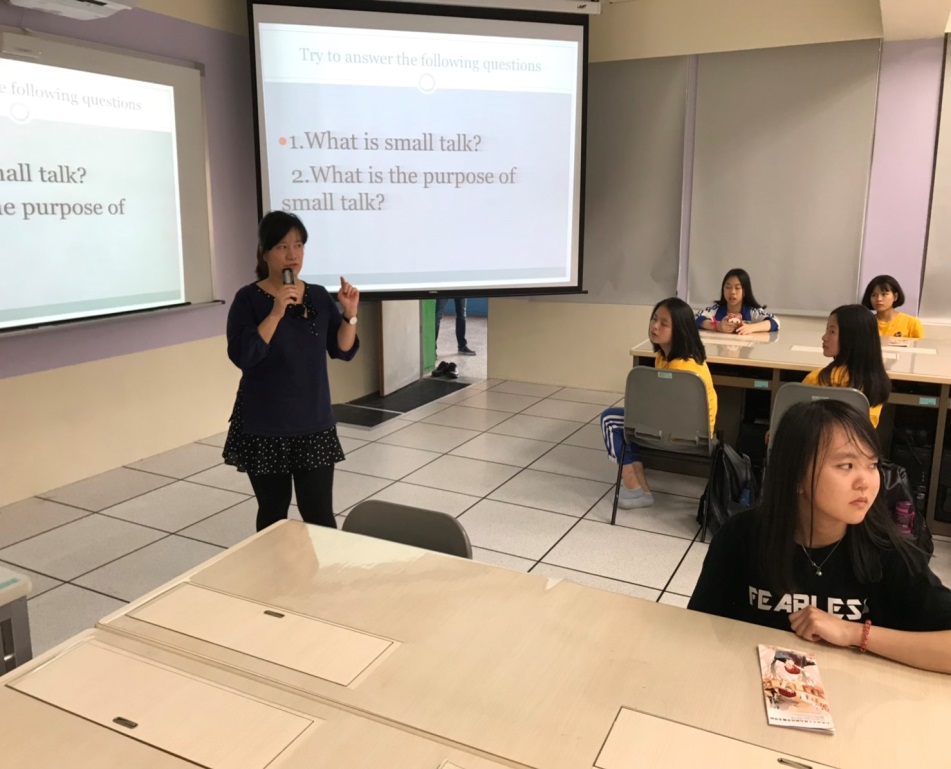 e following questions
mall talk?
e purpose of
Try to answer the following questions
•1.What is small talk?
2.What is the purpose of
small talk?
FEARLES